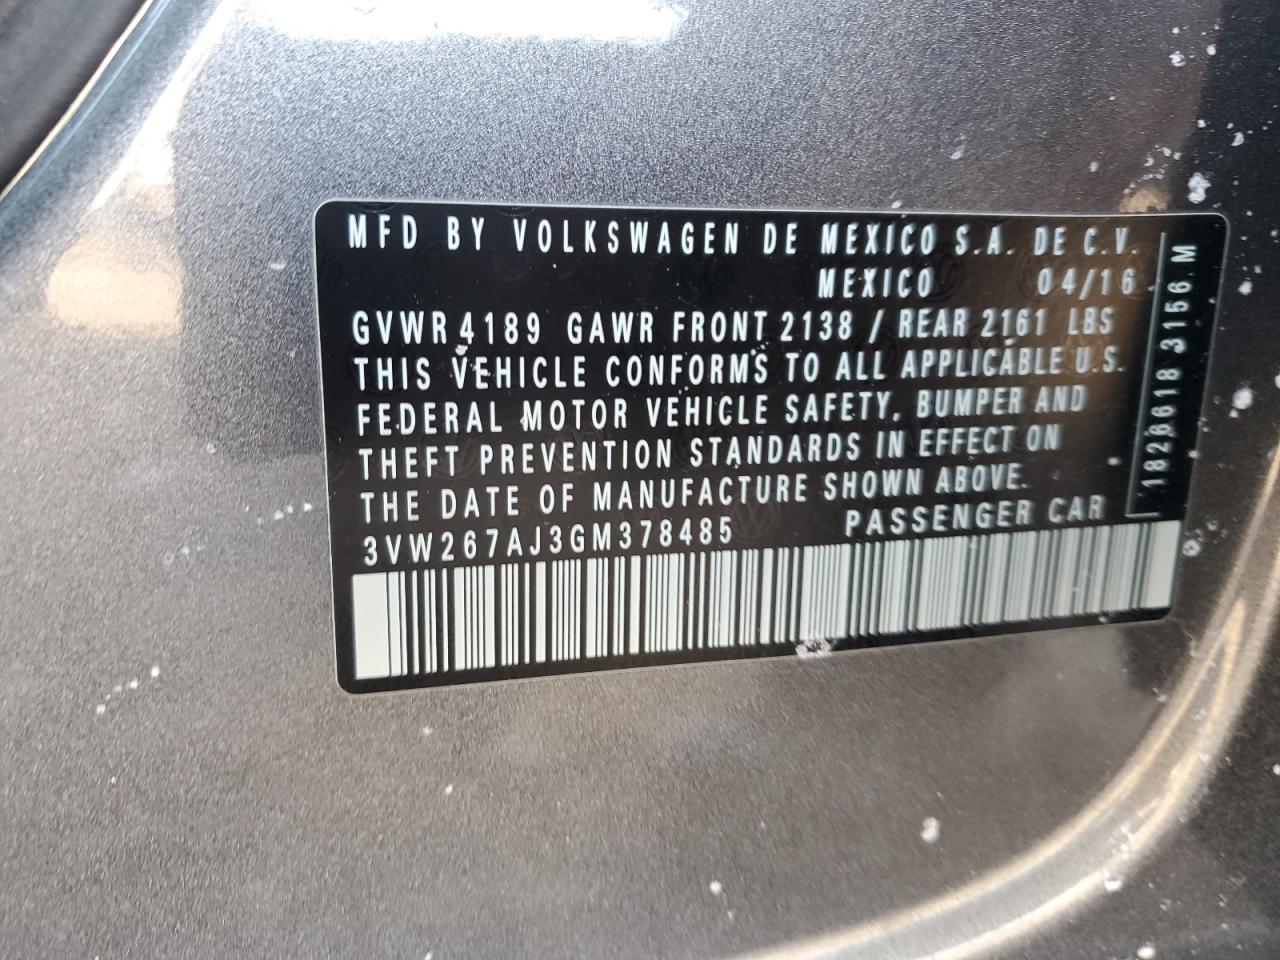 MFD BY VOLKSWAGEN DE MEXICO S.A. DE C.V.
MEXICO 04/16
GVWR 4189 GAWR FRONT 2138 / REAR 2161 LBS
THIS VEHICLE CONFORMS TO ALL APPLICABLE U.S.
FEDERAL MOTOR VEHICLE SAFETY, BUMPER AND
THEFT PREVENTION STANDARDS IN EFFECT ON
THE DATE OF MANUFACTURE SHOWN ABOVE.
3VW267AJ3GM378485 PASSENGER CAR
1826618 3156 M